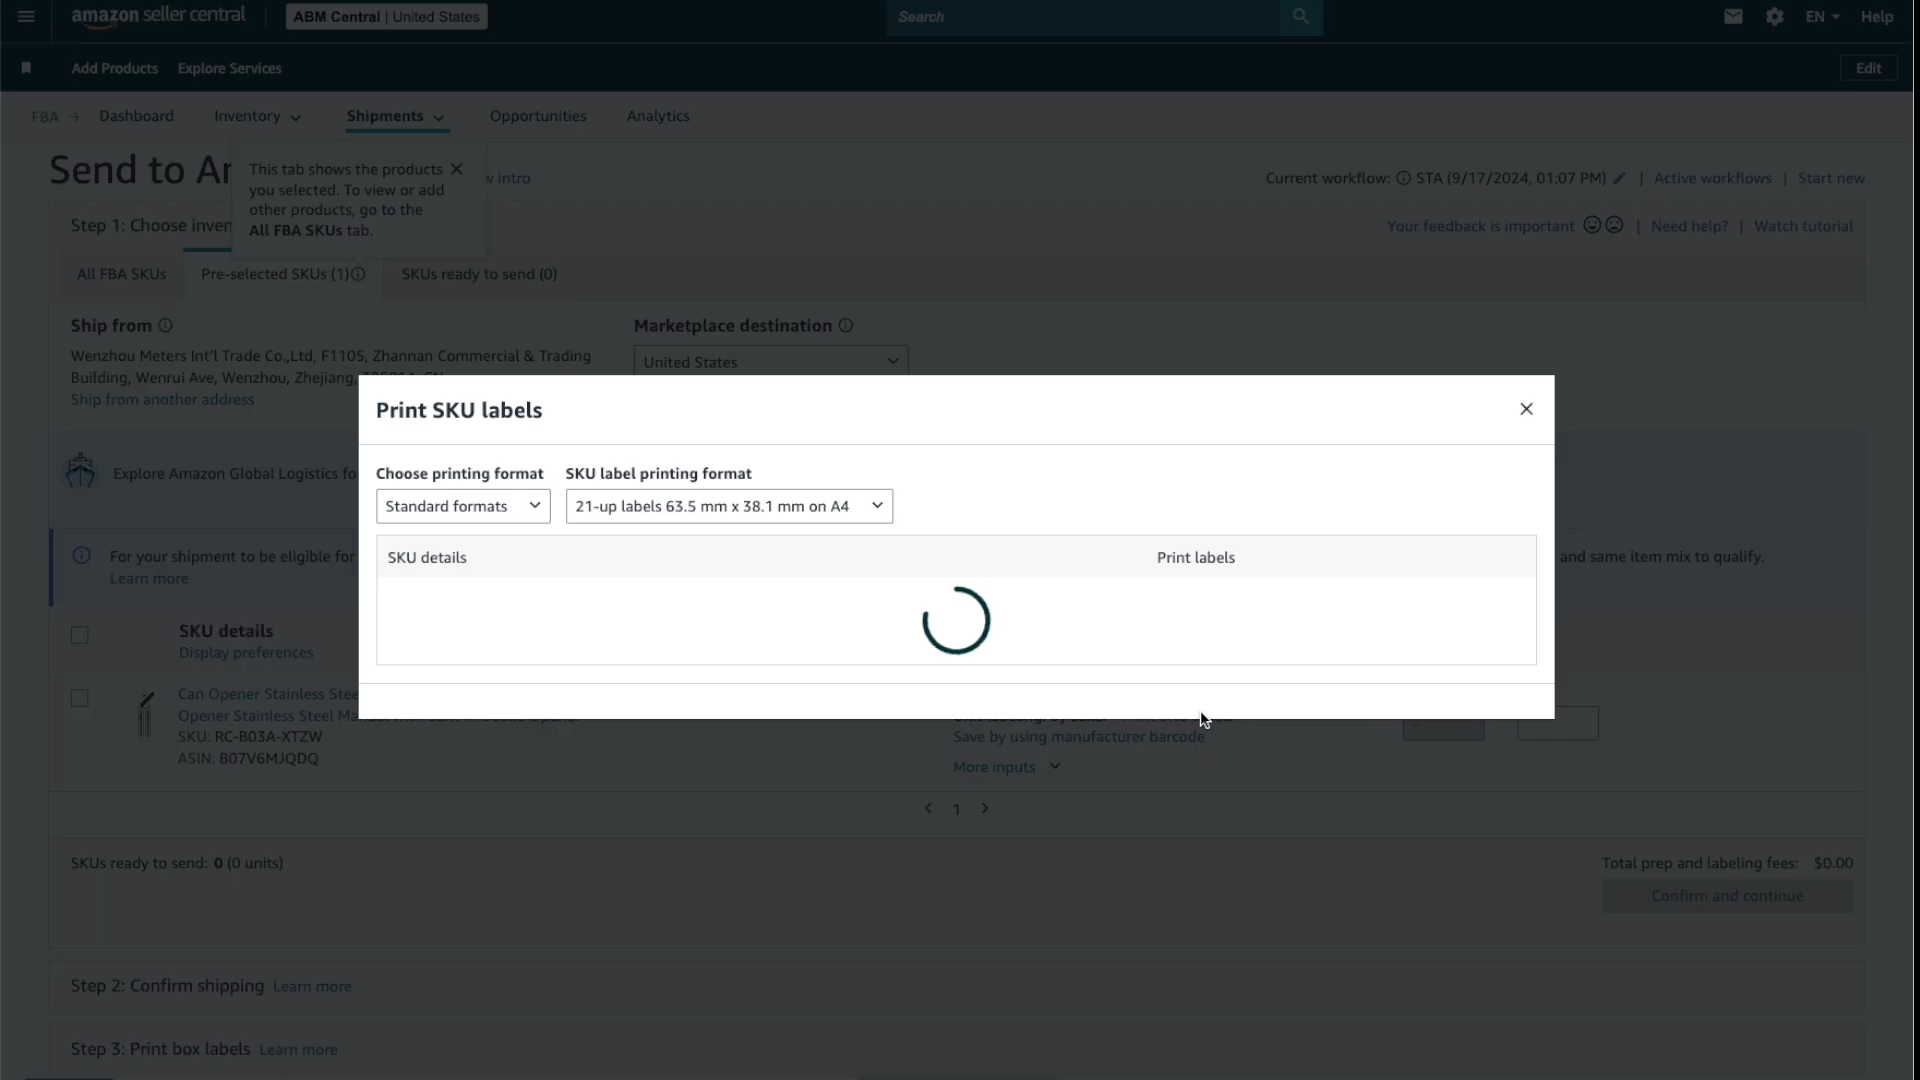 amazon seller central
ABM Central | United States
Search
EN
Help
Add Products
Explore Services
Edit
FBA
Dashboard
Inventory
Shipments
Opportunities
Analytics
Send to
This tab shows the products
you selected. To view or add
other products, go to the
All FBA SKUs tab.
intro
Current workflow: STA (9/17/2024, 01:07 PM) | Active workflows | Start new
Step 1: Choose
Your feedback is important | Need help? | Watch tutorial
All FBA SKUs
Pre-selected SKUs (1)
SKUs ready to send (0)
Ship from
Wenzhou Meters Int'l Trade Co.,Ltd, F1105, Zhannan Commercial & Trading
Building, Wenrui Ave, Wenzhou, Zhejiang,
Ship from another address
Marketplace destination
United States
Print SKU labels
Choose printing format
Standard formats
SKU label printing format
21-up labels 63.5 mm x 38.1 mm on A4
SKU details
Print labels
Explore Amazon Global Logistics
For your shipment to be eligible for
and same item mix to qualify.
Learn more
SKU details
Display preferences
Can Opener Stainless
Opener Stainless Steel
SKU: RC-B03A-XTZW
ASIN: B07V6MJQDQ
Save by using manufacturer barcode
More inputs
1
SKUs ready to send: 0 (0 units)
Total prep and labeling fees: $0.00
Confirm and continue
Step 2: Confirm shipping Learn more
Step 3: Print box labels Learn more